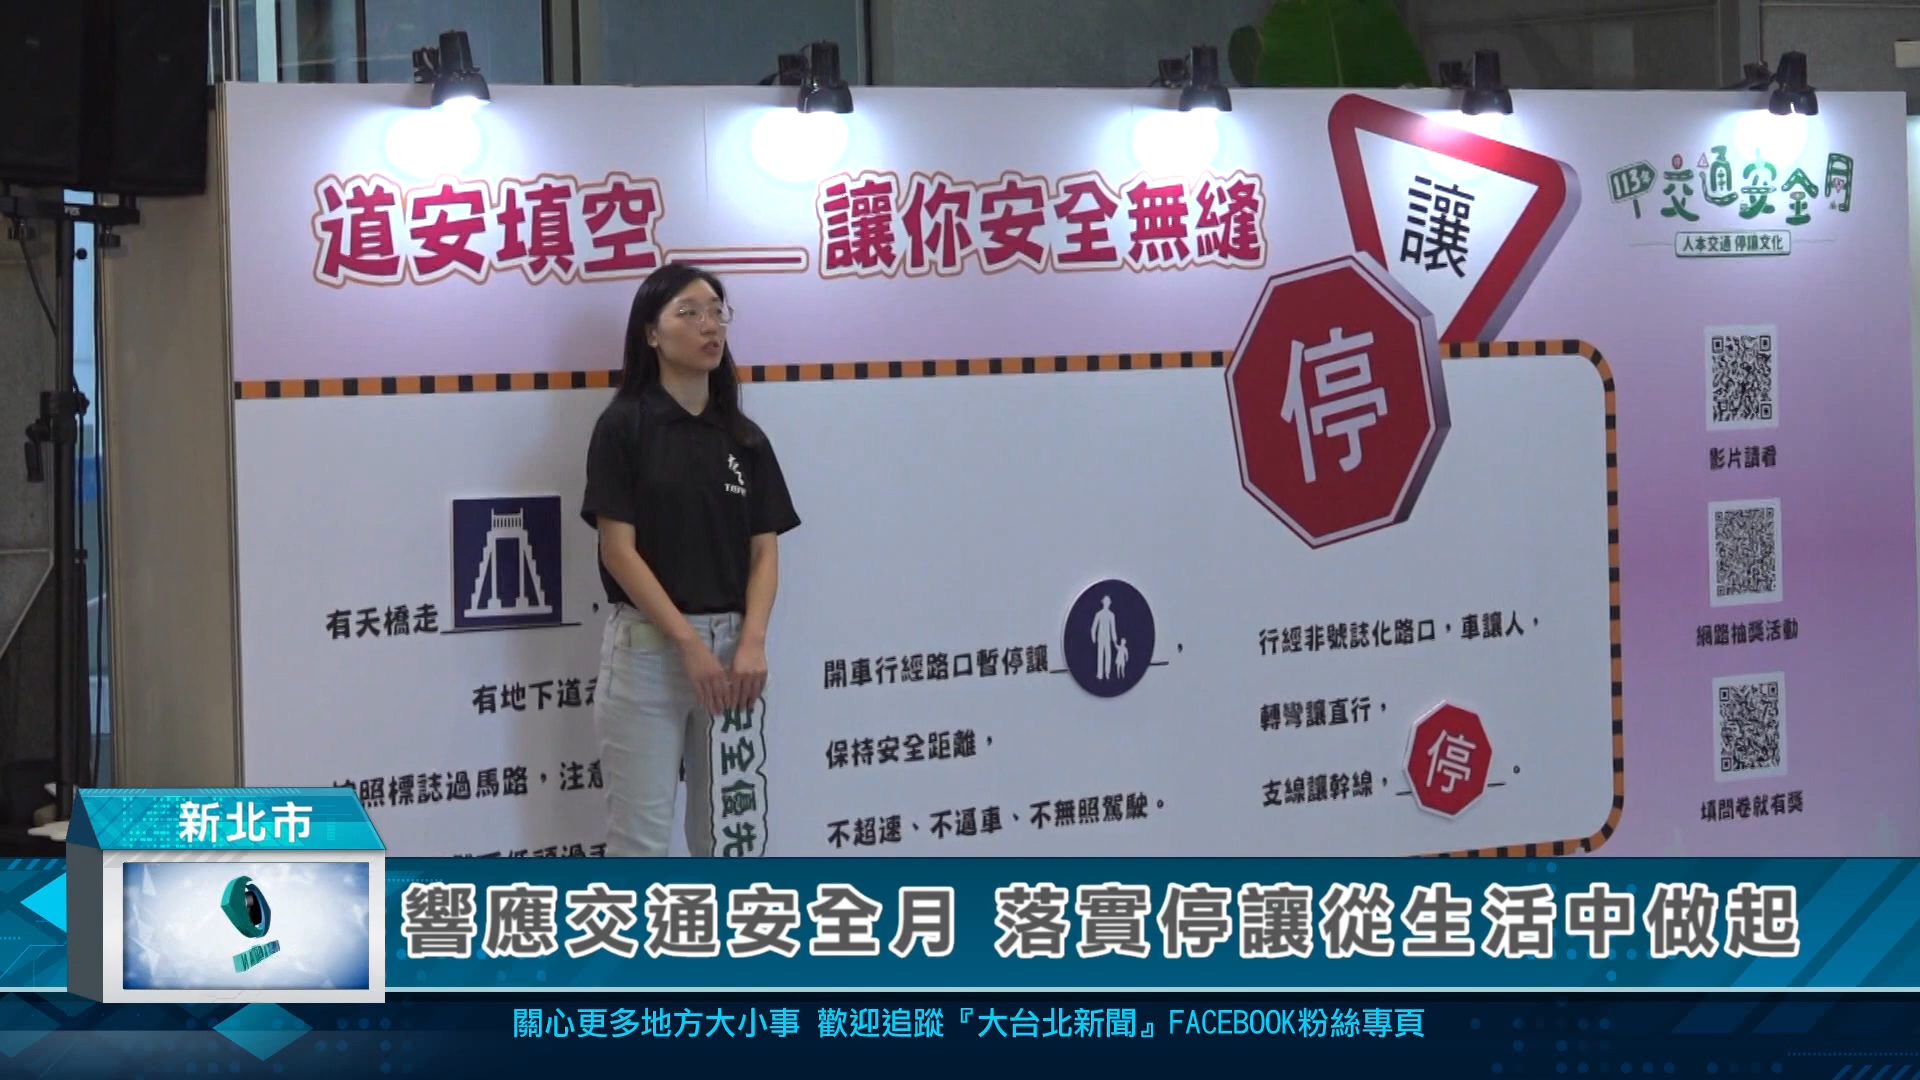 道安填空 讓你安全無縫
讓
113年交通安全月
人本交通 停讓文化
停
影片請看
有天橋走
，
有地下道
照標誌過馬路，注意
開車行經路口暫停讓 ，
保持安全距離，
不超速、不逼車、不無照駕駛。
行經非號誌化路口，車讓人，
轉彎讓直行，
支線讓幹線， 停 。
網路抽獎活動
填問卷就有獎
安全優先
新北市
響應交通安全月 落實停讓從生活中做起
關心更多地方大小事 歡迎追蹤『大台北新聞』FACEBOOK粉絲專頁